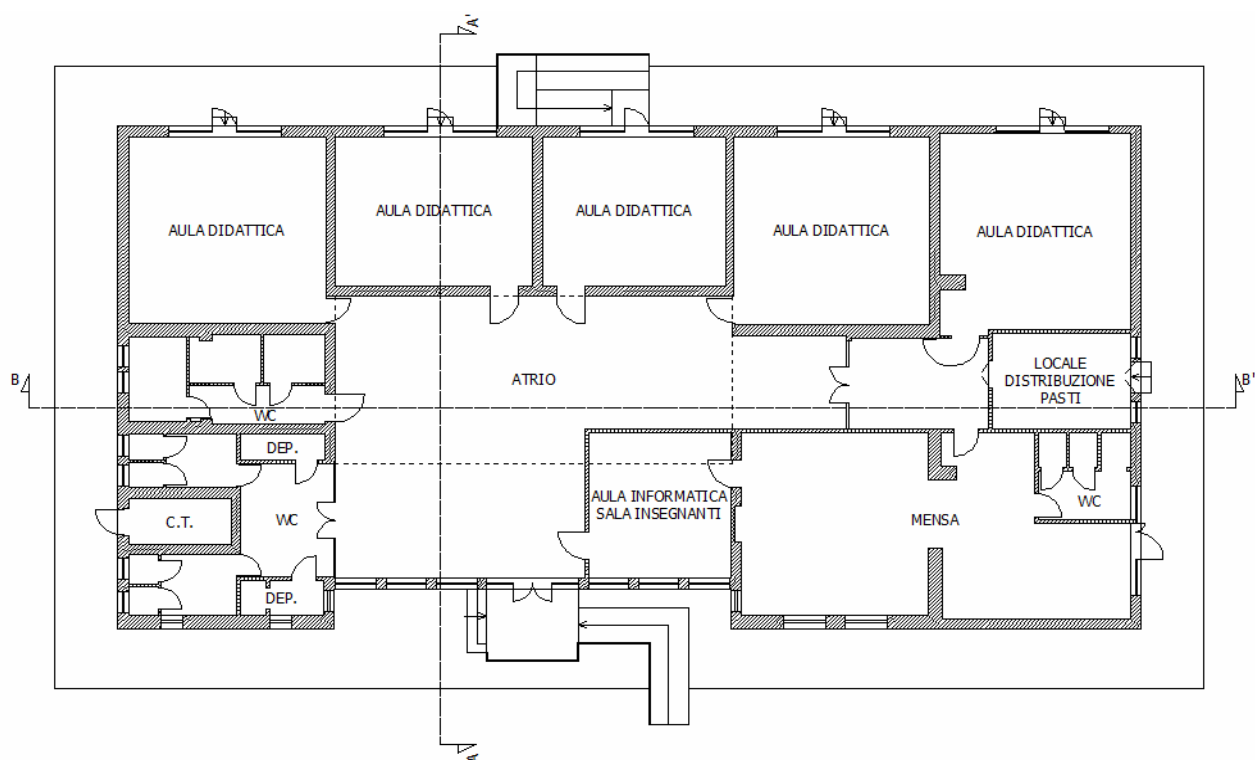 A'
AULA DIDATTICA
AULA DIDATTICA
AULA DIDATTICA
AULA DIDATTICA
AULA DIDATTICA
B
ATRIO
LOCALE
DISTRIBUZIONE
PASTI
B'
WC
DEP.
AULA INFORMATICA
SALA INSEGNANTI
WC
C.T.
WC
MENSA
DEP.
A